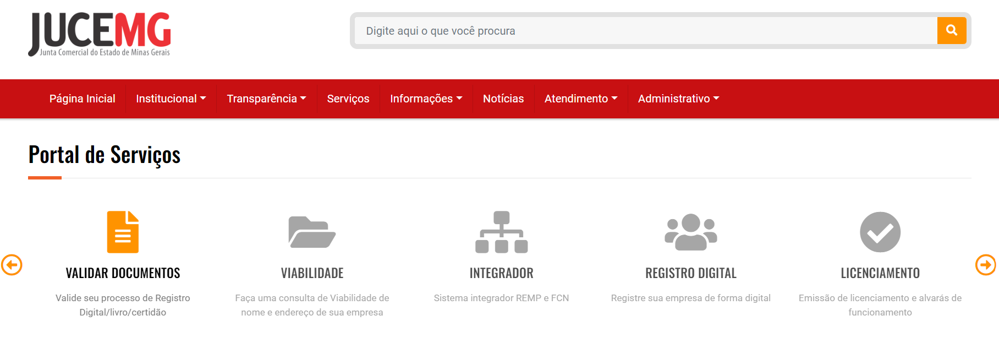 JUCEMG
Junta Comercial do Estado de Minas Gerais
Digite aqui o que você procura
Página Inicial
Institucional
Transparência
Serviços
Informações
Notícias
Atendimento
Administrativo
Portal de Serviços
VALIDAR DOCUMENTOS
Valide seu processo de Registro
Digital/livro/certidão
VIABILIDADE
Faça uma consulta de Viabilidade de
nome e endereço de sua empresa
INTEGRADOR
Sistema integrador REMP e FCN
REGISTRO DIGITAL
Registre sua empresa de forma digital
LICENCIAMENTO
Emissão de licenciamento e alvarás de
funcionamento